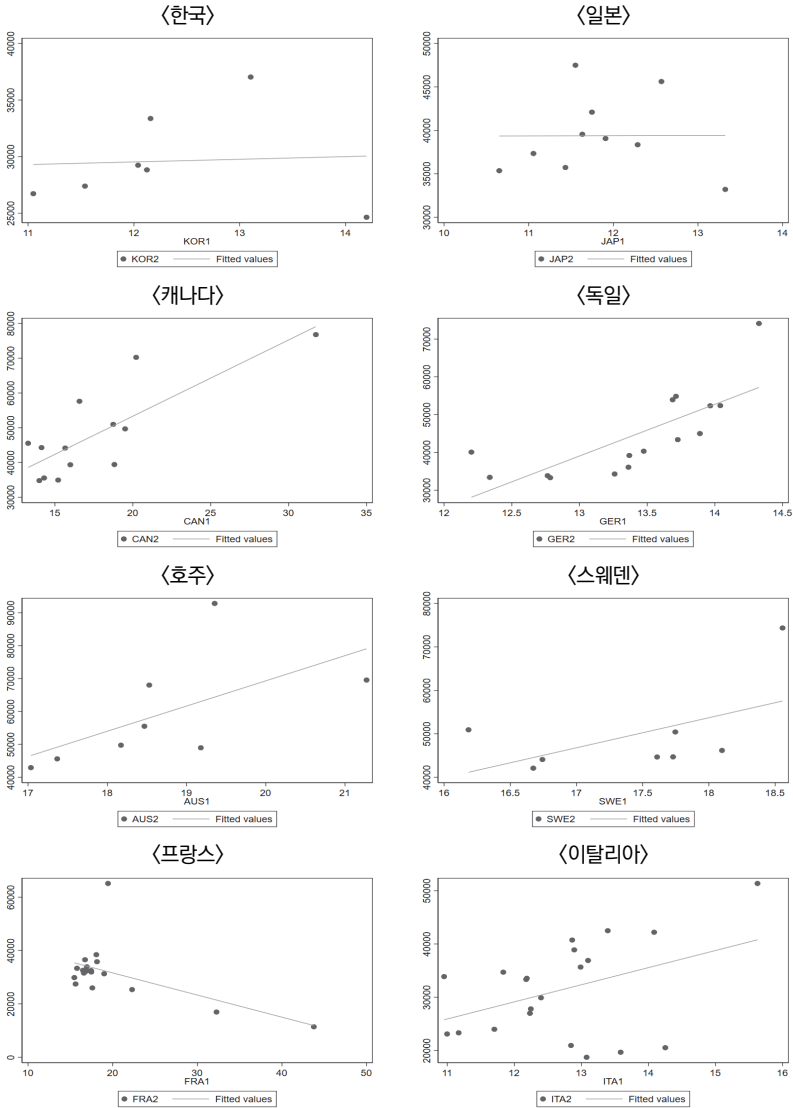 〈한국〉
40000
35000
30000
25000
11 12 13 14
KOR1
KOR2 Fitted values
〈일본〉
50000
45000
40000
35000
30000
10 11 12 13 14
JAP1
JAP2 Fitted values
〈캐나다〉
80000
70000
60000
50000
40000
30000
15 20 25 30 35
CAN1
CAN2 Fitted values
〈독일〉
70000
60000
50000
40000
30000
12 12.5 13 13.5 14 14.5
GER1
GER2 Fitted values
〈호주〉
90000
80000
70000
60000
50000
40000
17 18 19 20 21
AUS1
AUS2 Fitted values
〈스웨덴〉
80000
70000
60000
50000
40000
16 16.5 17 17.5 18 18.5
SWE1
SWE2 Fitted values
〈프랑스〉
60000
40000
20000
0
10 20 30 40 50
FRA1
FRA2 Fitted values
〈이탈리아〉
50000
40000
30000
20000
11 12 13 14 15 16
ITA1
ITA2 Fitted values